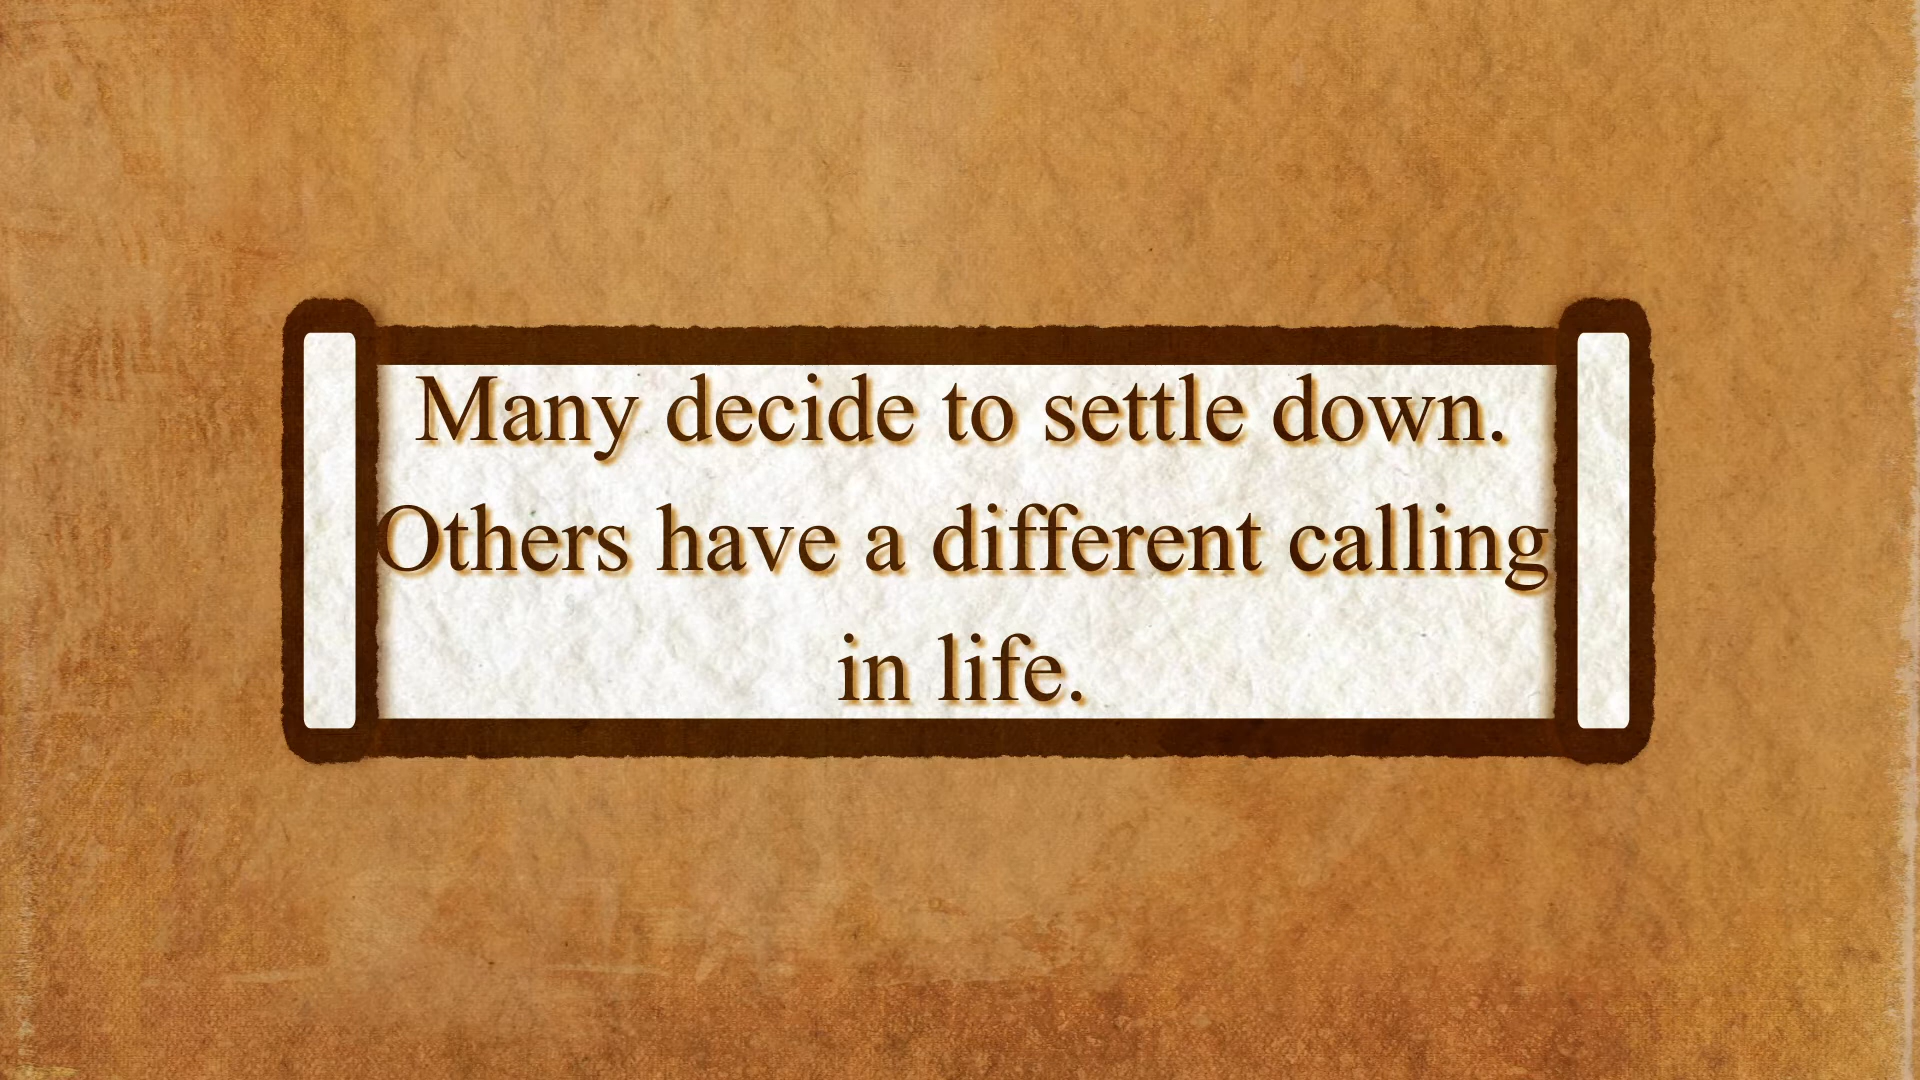 Many decide to settle down.
Others have a different calling
in life.